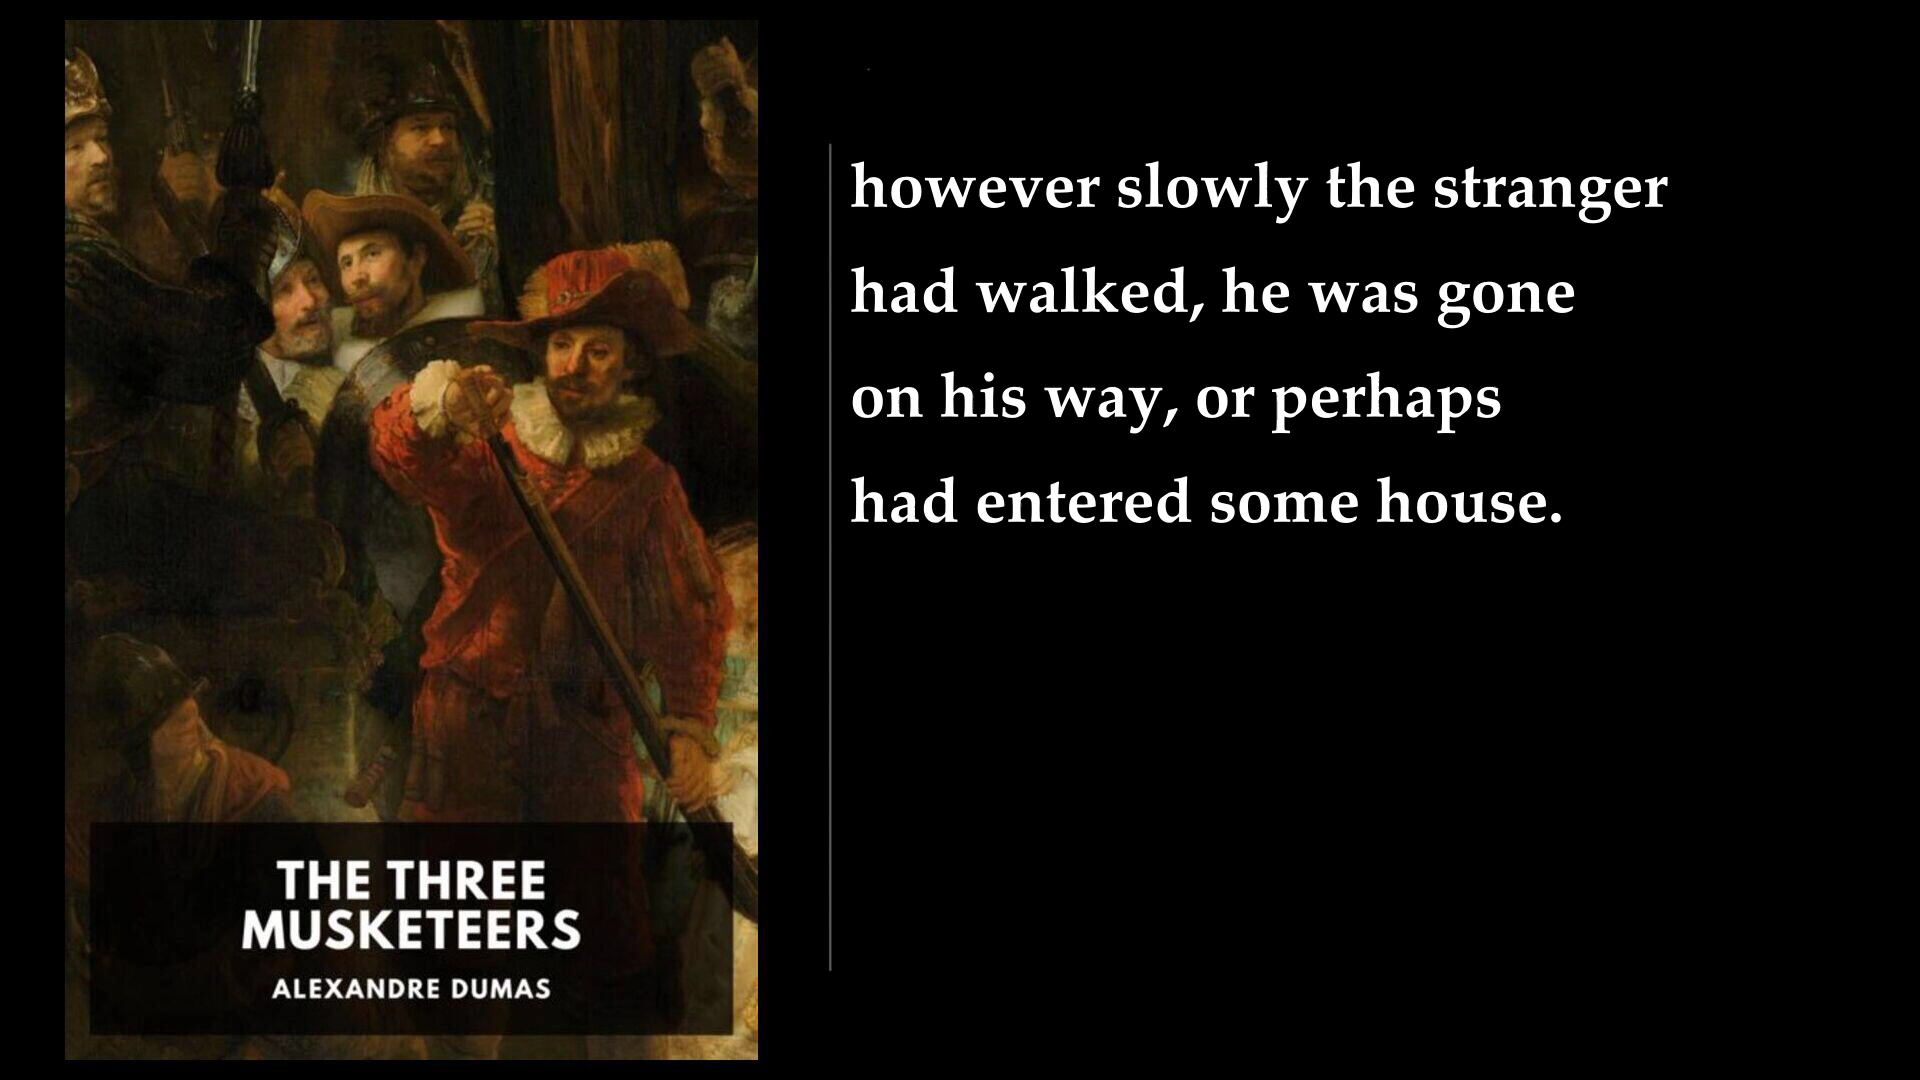 THE THREE
MUSKETEERS
ALEXANDRE DUMAS
however slowly the stranger
had walked, he was gone
on his way, or perhaps
had entered some house.